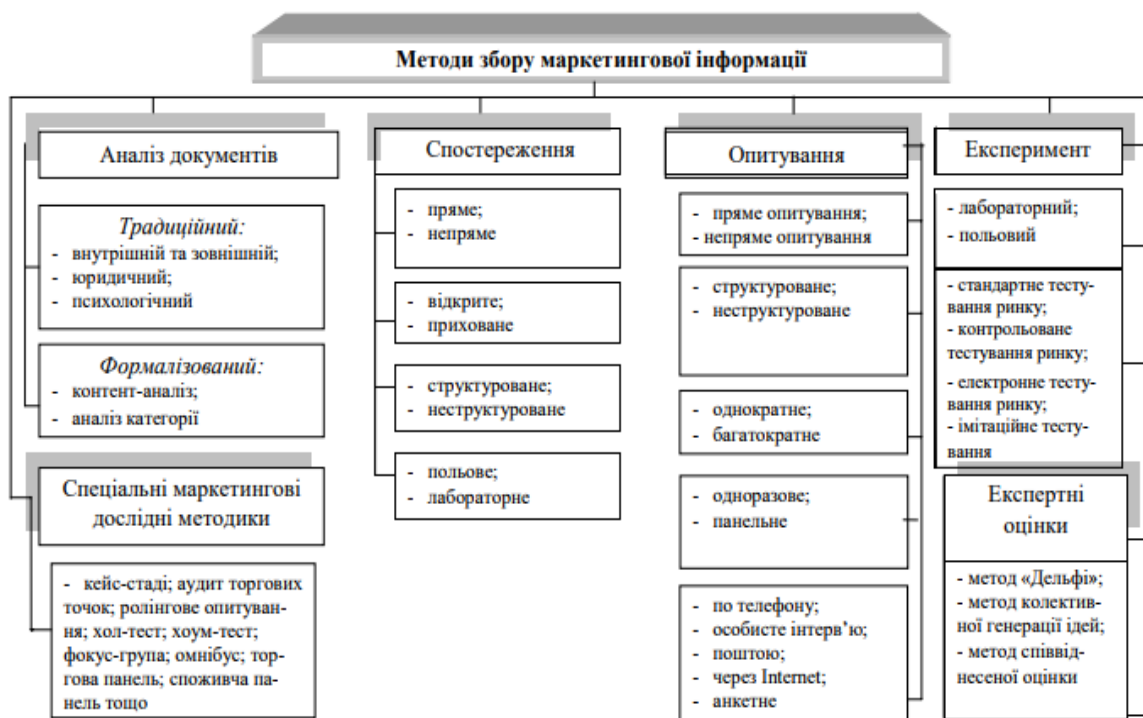 Методи збору маркетингової інформації
Аналіз документів
Традиційний:
- внутрішній та зовнішній;
- юридичний;
- психологічний
Формалізований:
- контент-аналіз;
- аналіз категорії
Спеціальні маркетингові
дослідні методики
- кейс-стаді; аудит торгових
точок; ролінгове опитуван-
ня; хол-тест; хоум-тест;
фокус-група; омнібус; тор-
гова панель; споживча па-
нель тощо
Спостереження
- пряме;
- непряме
- відкрите;
- приховане
- структуроване;
- неструктуроване
- польове;
- лабораторне
Опитування
- пряме опитування;
- непряме опитування
- структуроване;
- неструктуроване
- однократне;
- багатократне
- одноразове;
- панельне
- по телефону;
- особисте інтерв’ю;
- поштою;
- через Internet;
- анкетне
Експеримент
- лабораторний;
- польовий
- стандартне тесту-
вання ринку;
- контрольоване
тестування ринку;
- електронне тесту-
вання ринку;
- імітаційне тесту-
вання
Експертні
оцінки
- метод «Дельфі»;
- метод колектив-
ної генерації ідей;
- метод співвід-
несеної оцінки